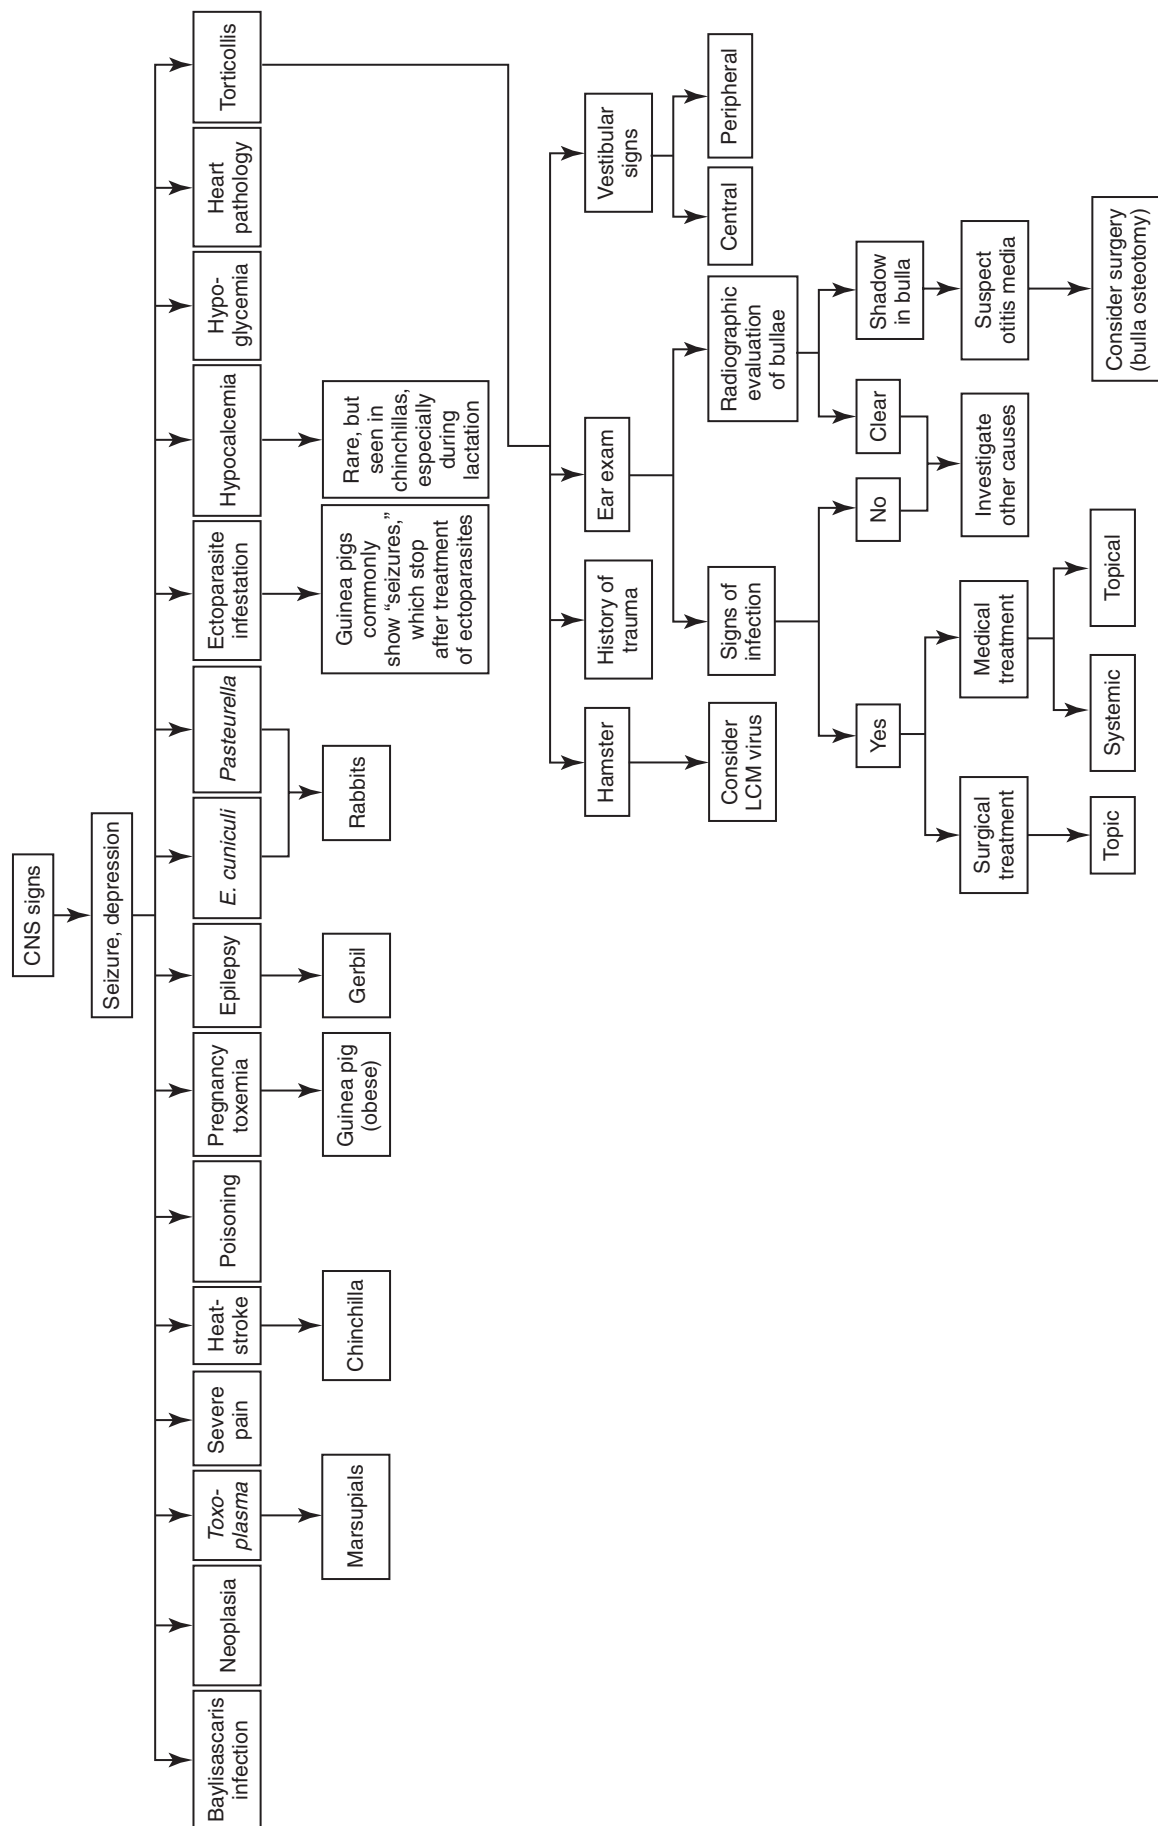 CNS signs
Seizure, depression
Baylisascaris
infection
Neoplasia
Toxo-
plasma
Severe
pain
Heat-
stroke
Poisoning
Pregnancy
toxemia
Epilepsy
E. cuniculi
Pasteurella
Ectoparasite
infestation
Hypocalcemia
Hypo-
glycemia
Heart
pathology
Torticollis
Marsupials
Chinchilla
Guinea pig
(obese)
Gerbil
Rabbits
Guinea pigs
commonly
show “seizures,”
which stop
after treatment
of ectoparasites
Rare, but
seen in
chinchillas,
especially
during
lactation
Hamster
History of
trauma
Ear exam
Vestibular
signs
Consider
LCM virus
Signs of
infection
Radiographic
evaluation
of bullae
Central
Peripheral
Yes
No
Clear
Shadow
in bulla
Surgical
treatment
Medical
treatment
Investigate
other causes
Suspect
otitis media
Topic
Systemic
Topical
Consider surgery
(bulla osteotomy)